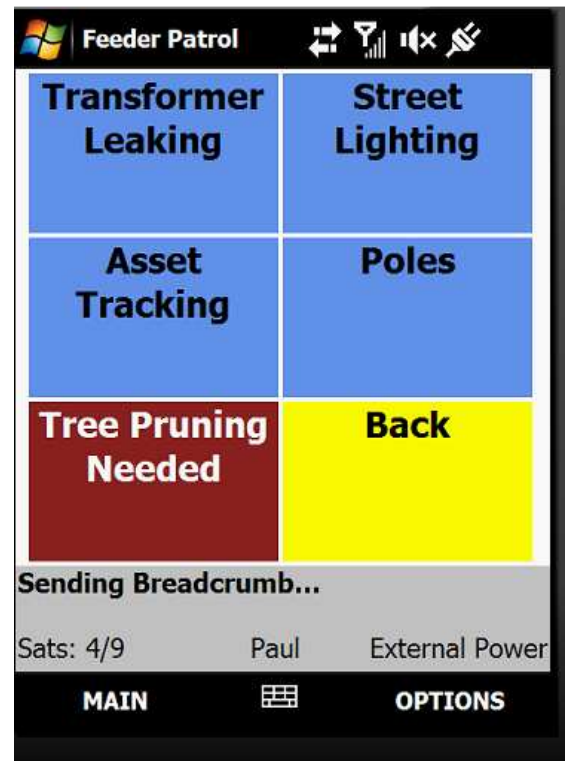 Feeder Patrol
Transformer
Leaking
Street
Lighting
Asset
Tracking
Poles
Tree Pruning
Needed
Back
Sending Breadcrumb...
Sats: 4/9 Paul External Power
MAIN OPTIONS